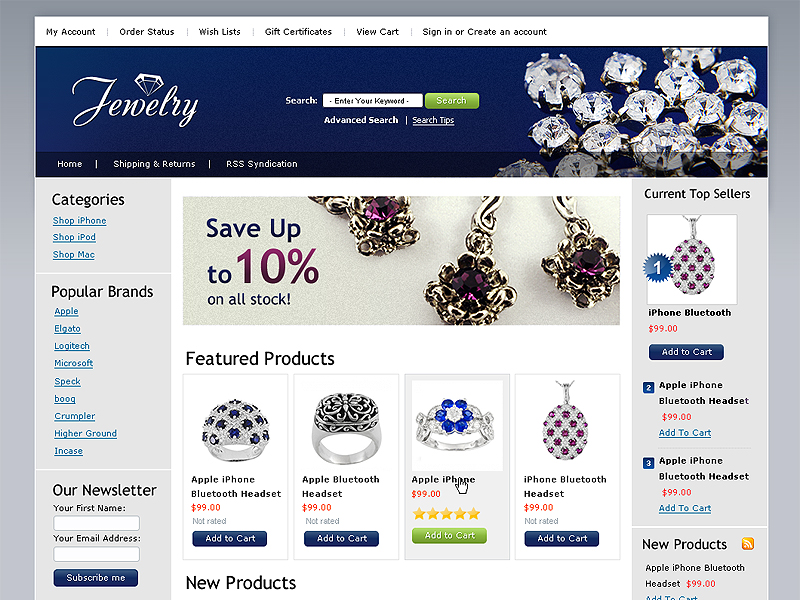 My Account
Order Status
Wish Lists
Gift Certificates
View Cart
Sign in or Create an account
Jewelry
Search:
- Enter Your Keyword -
Search
Advanced Search | Search Tips
Home | Shipping & Returns | RSS Syndication
Categories
Shop iPhone
Shop iPod
Shop Mac
Popular Brands
Apple
Elgato
Logitech
Microsoft
Speck
booq
Crumpler
Higher Ground
Incase
Our Newsletter
Your First Name:
Your Email Address:
Subscribe me
Save Up
to 10%
on all stock!
Featured Products
Apple iPhone
Bluetooth Headset
$99.00
Not rated
Add to Cart
Apple Bluetooth
Headset
$99.00
Not rated
Add to Cart
Apple iPhone
$99.00
Add to Cart
iPhone Bluetooth
Headset
$99.00
Not rated
Add to Cart
New Products
Current Top Sellers
1
iPhone Bluetooth
$99.00
Add to Cart
2
Apple iPhone
Bluetooth Headset
$99.00
Add To Cart
3
Apple iPhone
Bluetooth Headset
$99.00
Add To Cart
New Products
Apple iPhone Bluetooth
Headset $99.00
Add To Cart